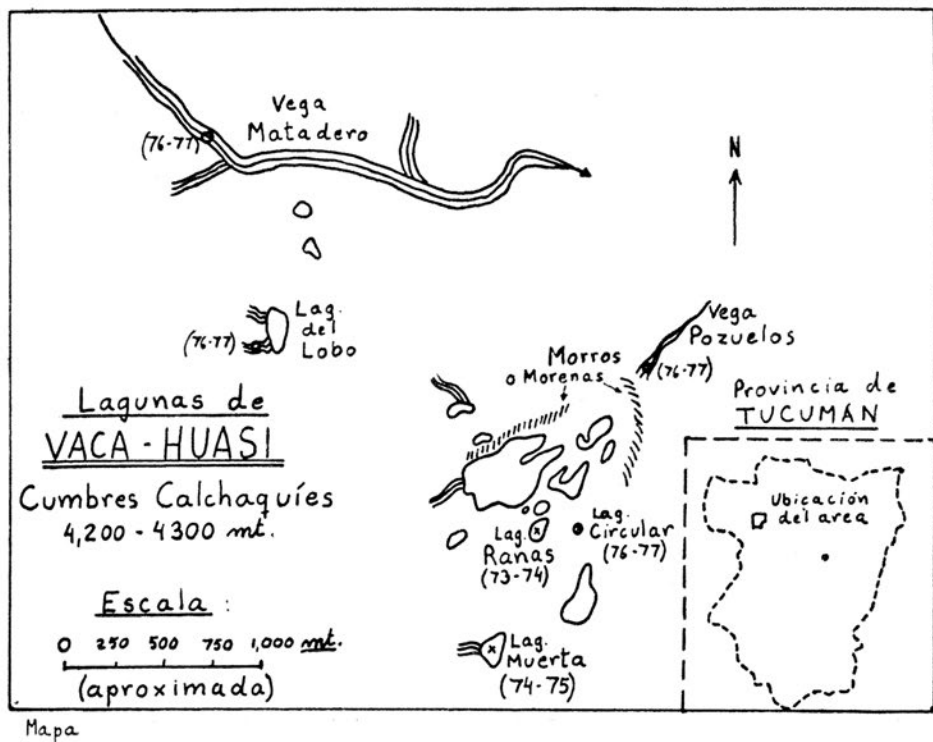 Vega
Matadero
(76-77)
N
Lag.
del
Lobo
(76-77)
Vega
Pozuelos
(76-77)
Morros
o Morenas
Lagunas de
VACA-HUASI
Cumbres Calchaquíes
4,200 - 4300 mt.
Provincia de
TUCUMÁN
Ubicación
del area
Lag.
Ranas
(73-74)
Lag.
Circular
(76-77)
Lag.
Muerta
(74-75)
Escala :
0 250 500 750 1,000 mt.
(aproximada)
Mapa